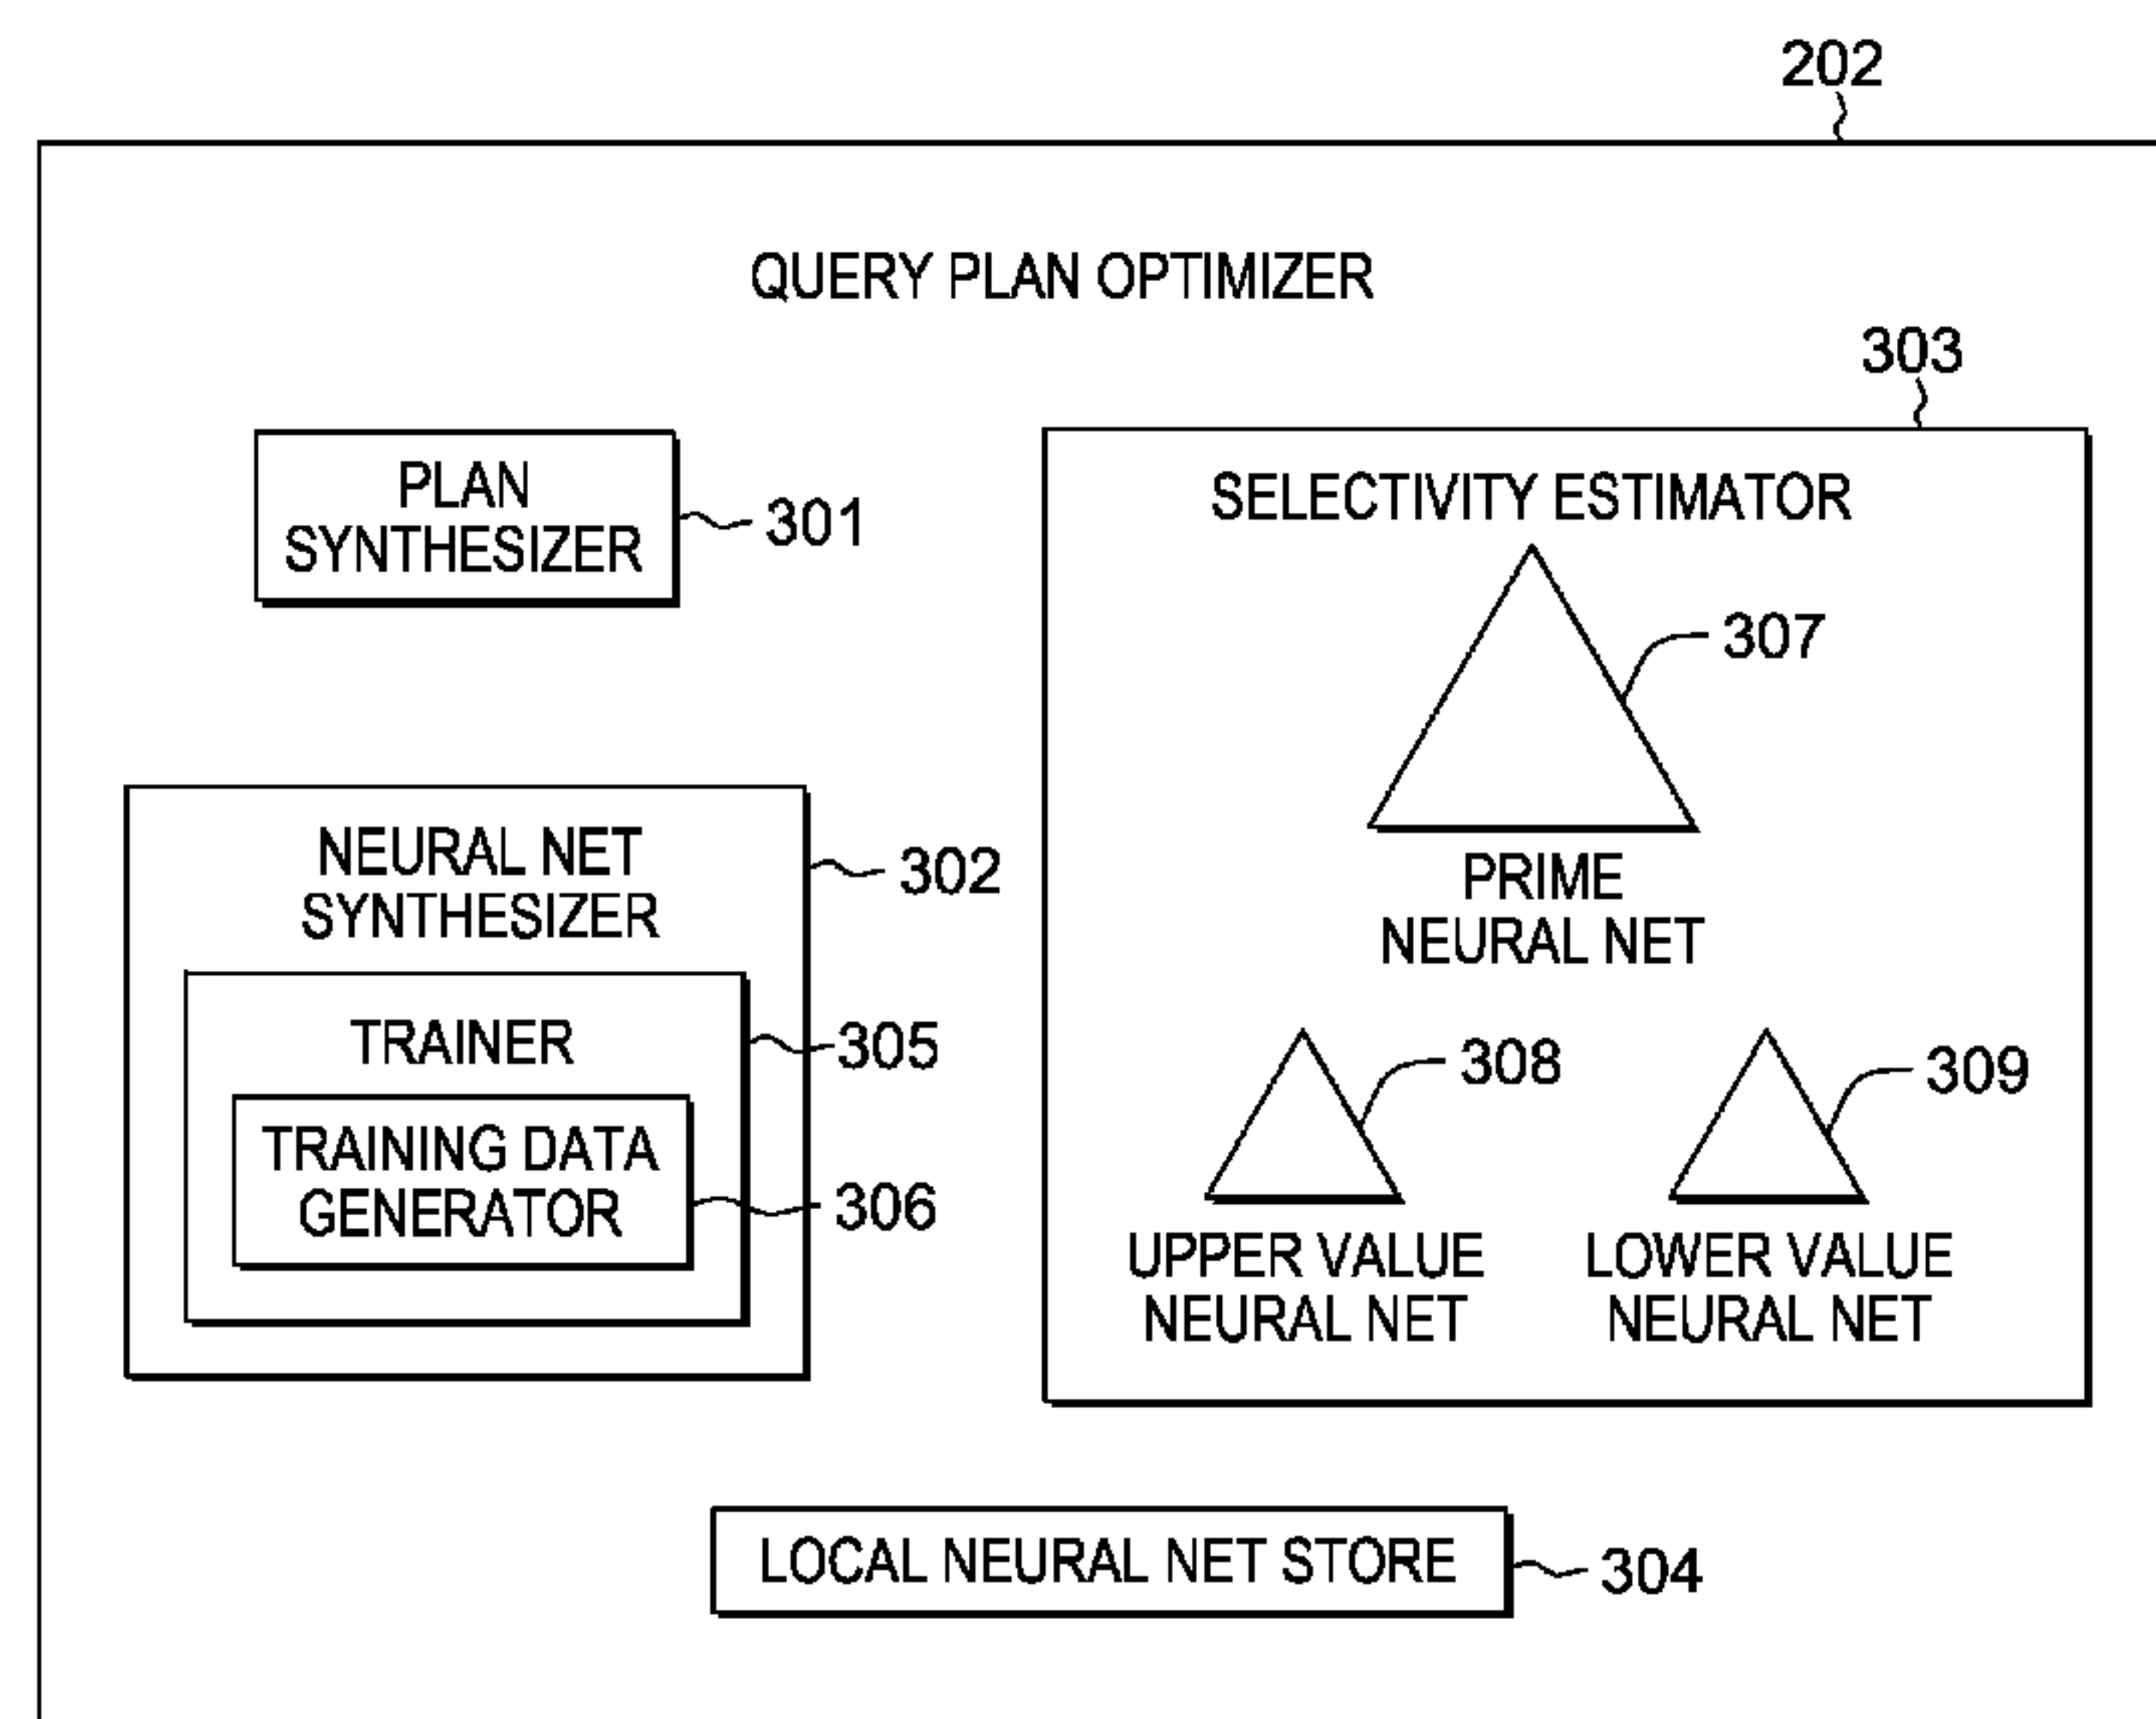 202
QUERY PLAN OPTIMIZER
303
PLAN
SYNTHESIZER
301
SELECTIVITY ESTIMATOR
307
PRIME
NEURAL NET
NEURAL NET
SYNTHESIZER
302
TRAINER
305
TRAINING DATA
GENERATOR
306
308
UPPER VALUE
NEURAL NET
309
LOWER VALUE
NEURAL NET
LOCAL NEURAL NET STORE
304